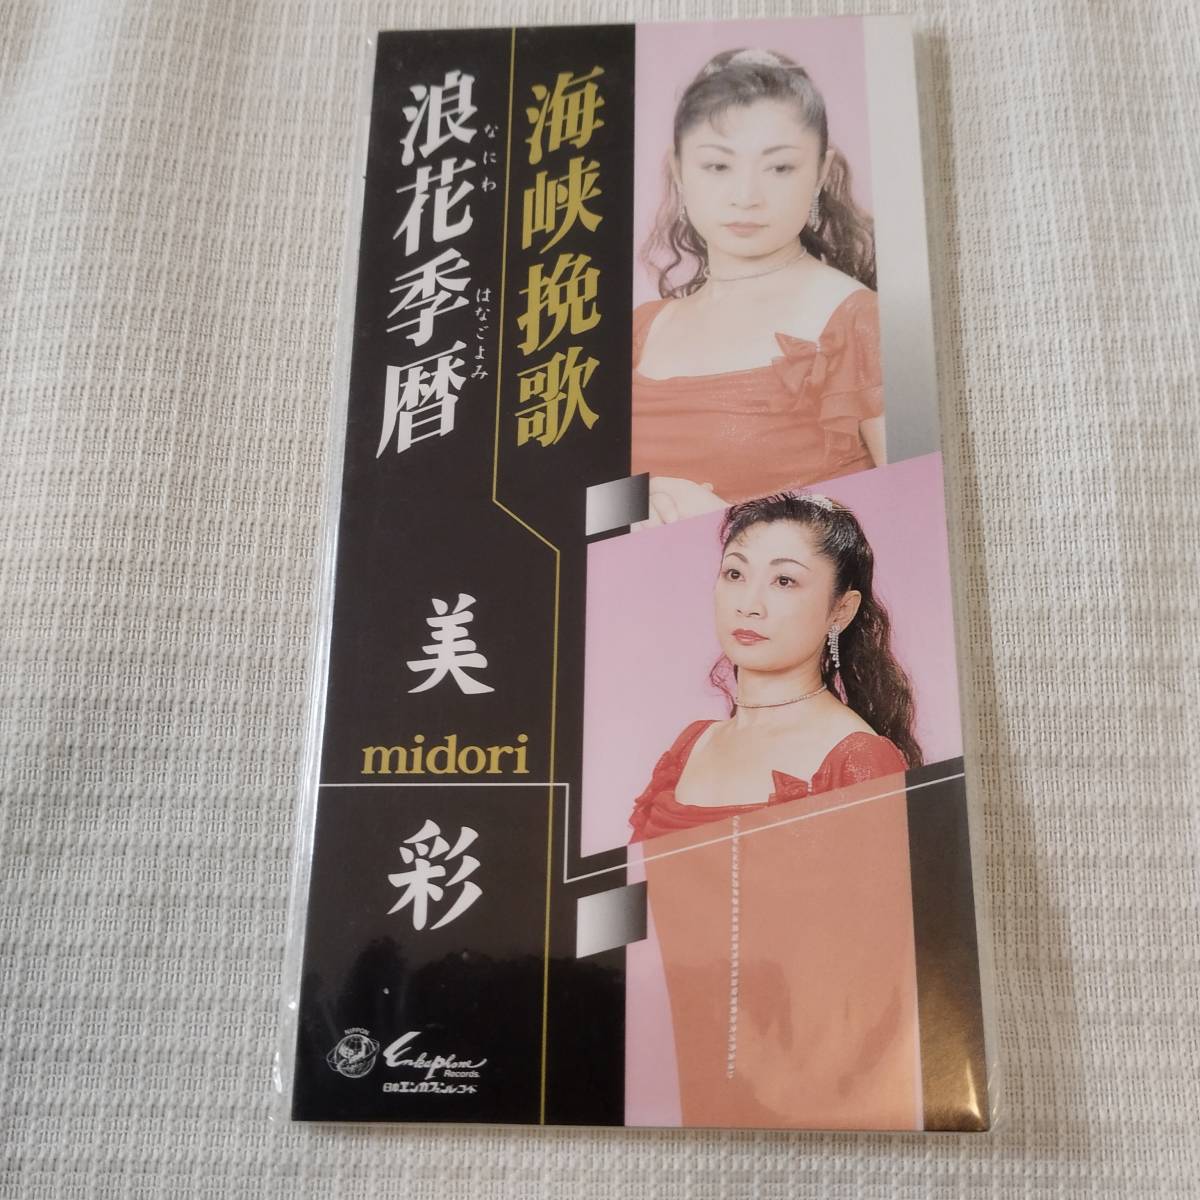 海峡挽歌
浪花季暦
なにわ
はなごよみ
美
midori
彩
NIPPON
Enkaphone
Records.
日本エンカフォンレコード